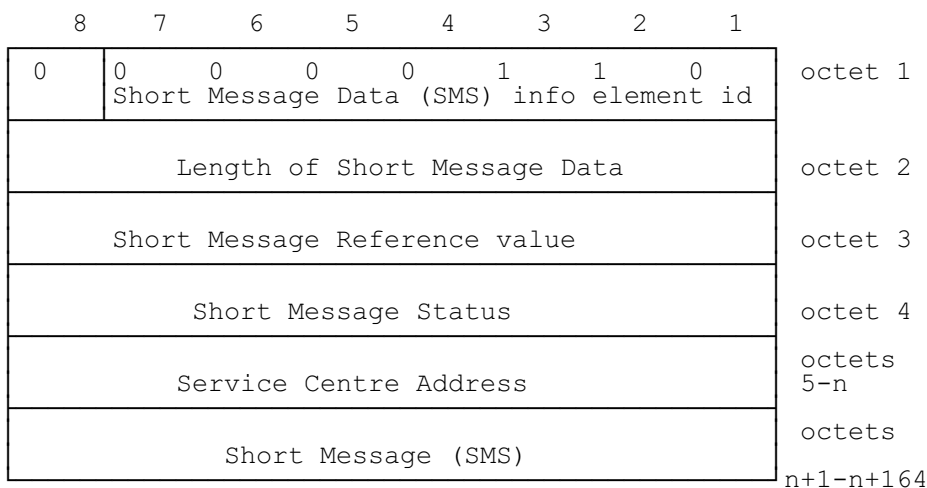 8 7 6 5 4 3 2 1
0 0 0 0 0 1 1 0 octet 1
Short Message Data (SMS) info element id
Length of Short Message Data octet 2
Short Message Reference value octet 3
Short Message Status octet 4
octets
Service Centre Address 5-n
octets
Short Message (SMS)
n+1-n+164